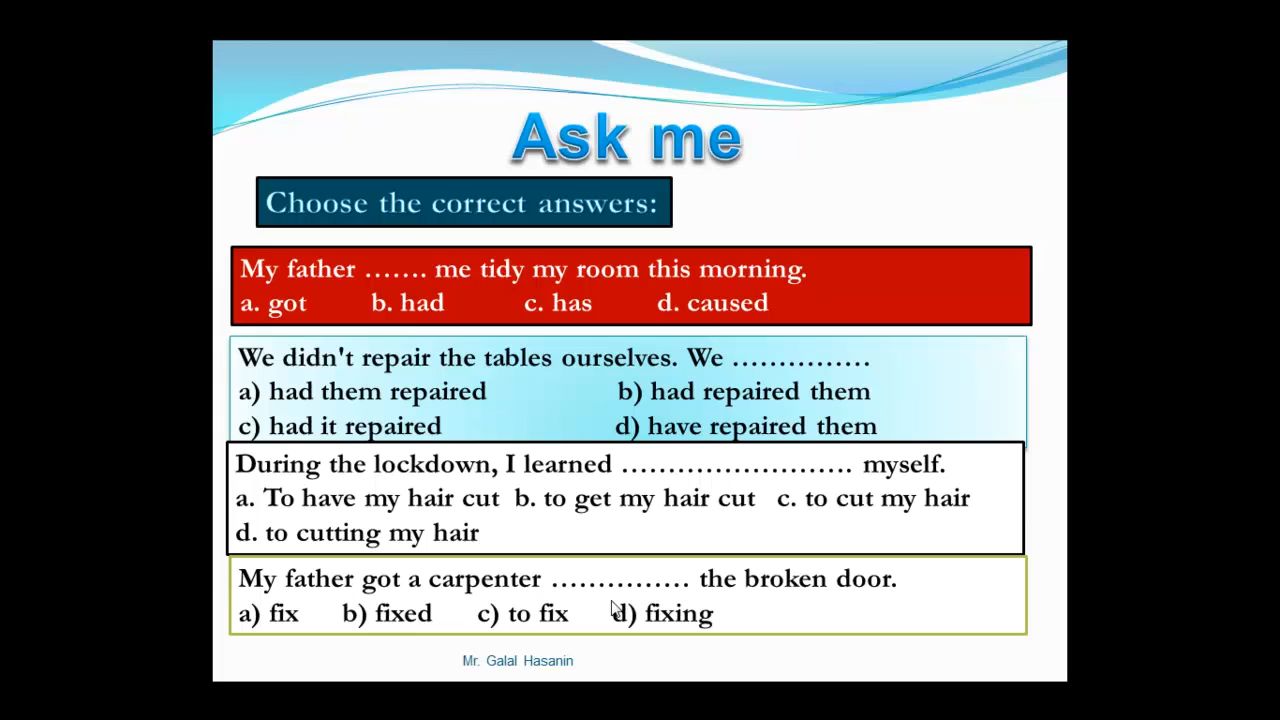 Ask me
Choose the correct answers:
My father ....... me tidy my room this morning.
a. got b. had c. has d. caused
We didn't repair the tables ourselves. We ...............
a) had them repaired b) had repaired them
c) had it repaired d) have repaired them
During the lockdown, I learned ......................... myself.
a. To have my hair cut b. to get my hair cut c. to cut my hair
d. to cutting my hair
My father got a carpenter ............... the broken door.
a) fix b) fixed c) to fix d) fixing
Mr. Galal Hasanin